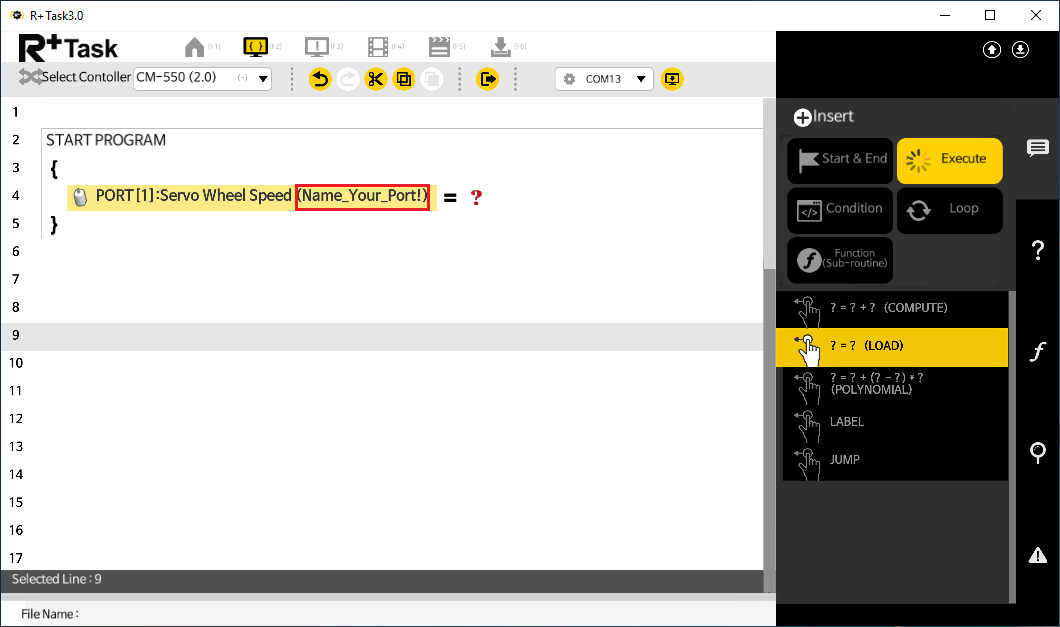 R+ Task3.0
R+Task
(F1) (F2) (F3) (F4) (F5) (F6)
Select Contoller CM-550 (2.0) (-) COM13
1
2 START PROGRAM
3 {
4 PORT[1]:Servo Wheel Speed (Name_Your_Port!) = ?
5 }
6
7
8
9
10
11
12
13
14
15
16
17
Selected Line : 9
File Name :
Insert
Start & End
Execute
Condition
Loop
Function
(Sub-routine)
? = ? + ? (COMPUTE)
? = ? (LOAD)
? = ? + (? - ?) * ?
(POLYNOMIAL)
LABEL
JUMP